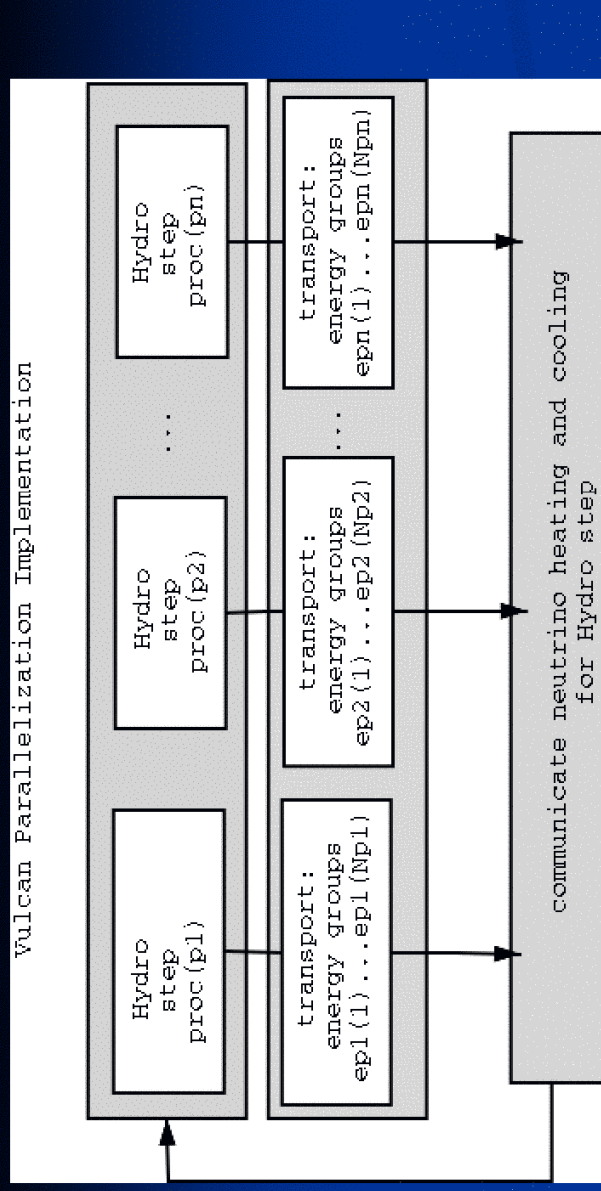 Vulcan Parallelization Implementation
Hydro
step
proc(p1)
Hydro
step
proc(p2)
...
Hydro
step
proc(pn)
transport:
energy groups
ep1(1)...ep1(Np1)
transport:
energy groups
ep2(1)...ep2(Np2)
...
transport:
energy groups
epn(1)...epn(Npn)
communicate neutrino heating and cooling
for Hydro step